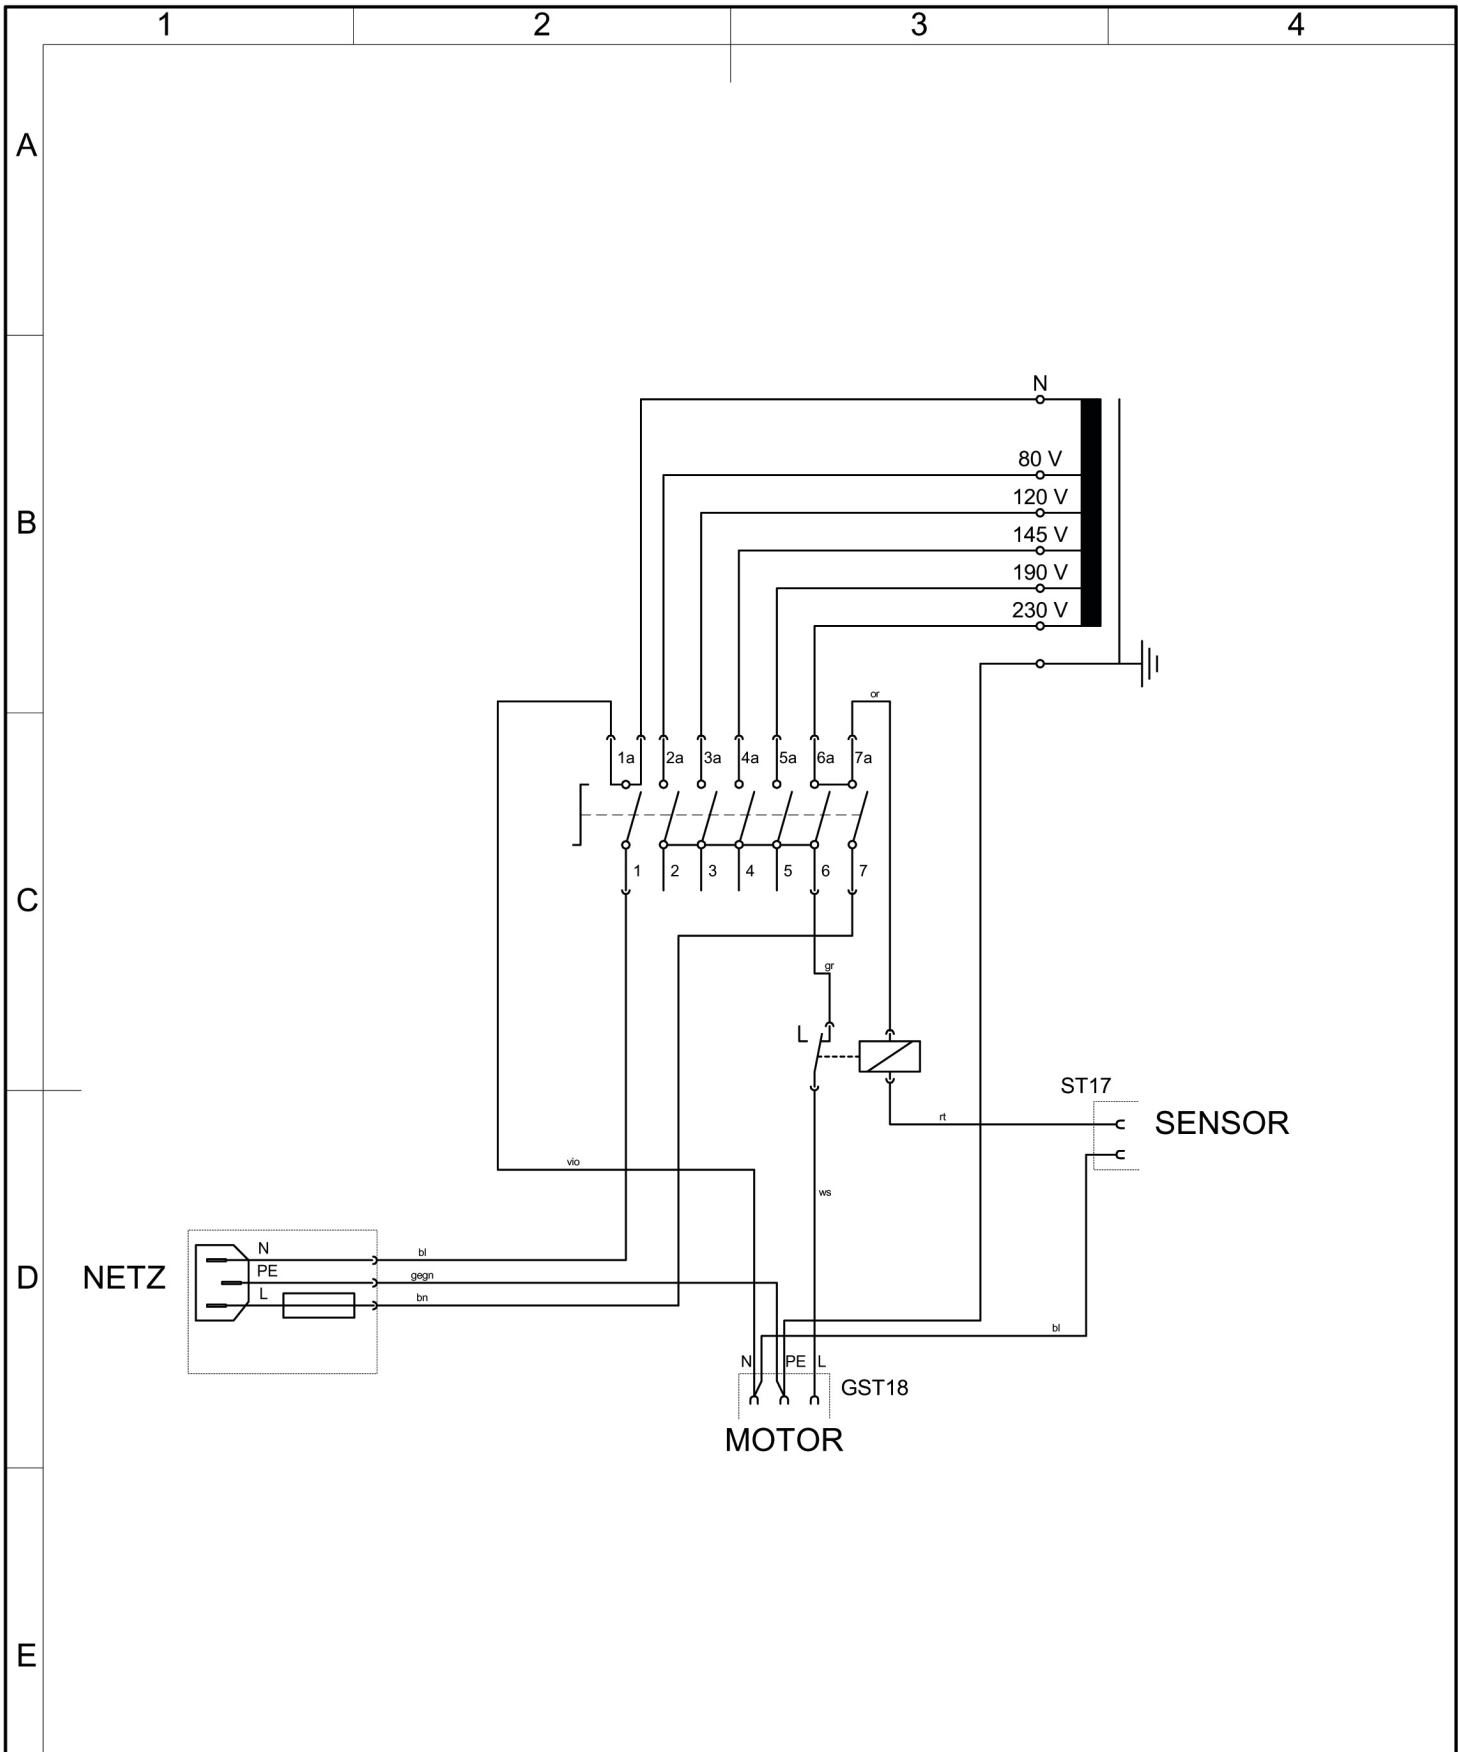 1 2 3 4
A
N
80 V
B
120 V
145 V
190 V
230 V
or
1a 2a 3a 4a 5a 6a 7a
1 2 3 4 5 6 7
C
gr
L
ST17
rt
SENSOR
vio
ws
N
bl
D
NETZ
PE
gegn
L
bn
bl
N PE L
GST18
MOTOR
E